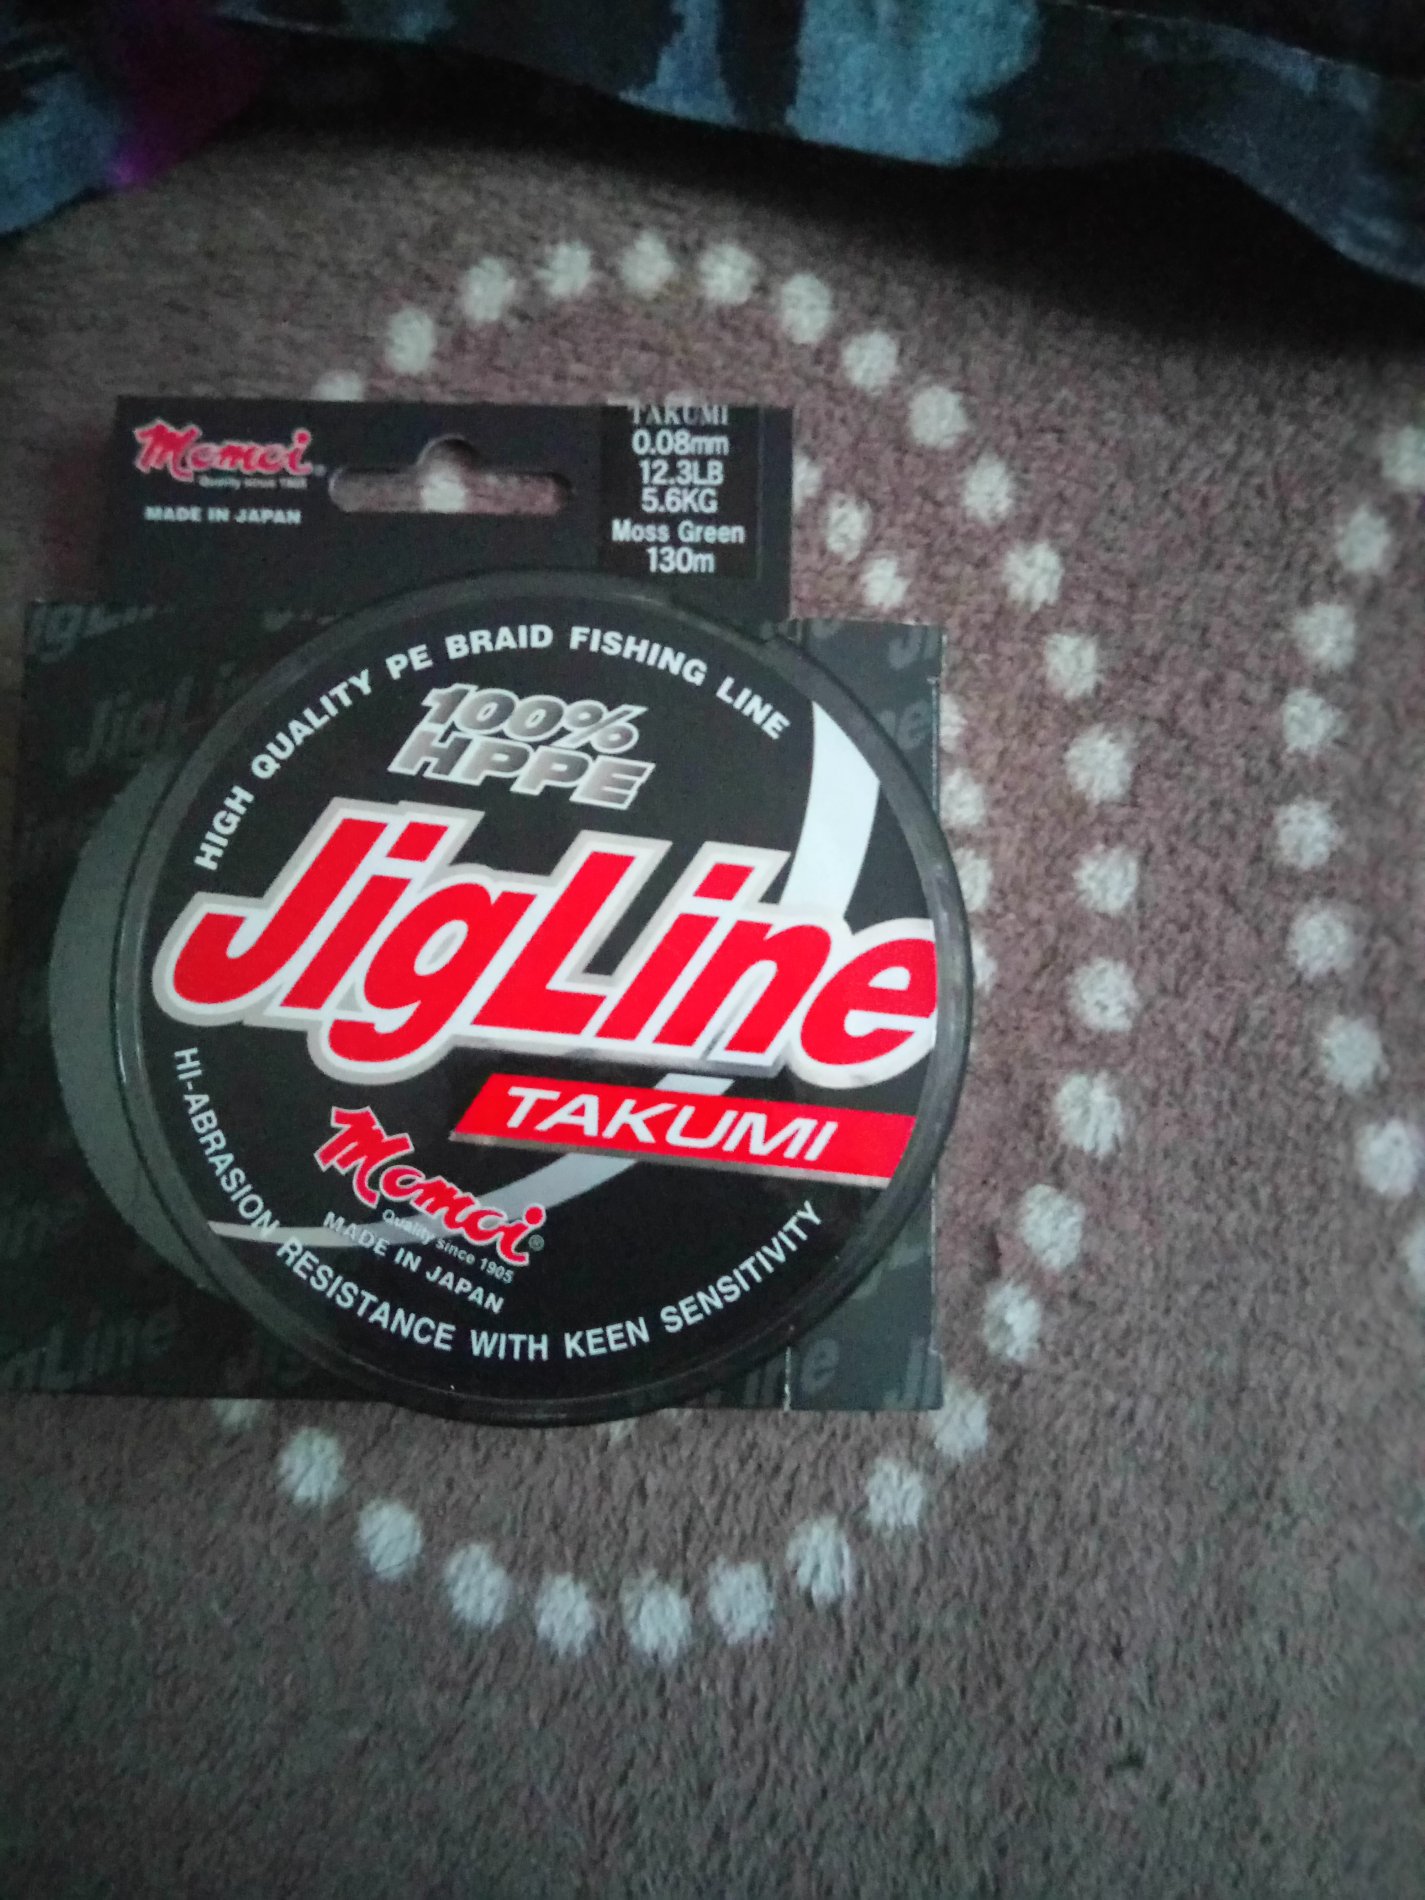 Momoi®
Quality since 1905
MADE IN JAPAN
TAKUMI
0.08mm
12.3LB
5.6KG
Moss Green
130m
HIGH QUALITY PE BRAID FISHING LINE
100%
HPPE
JigLine
TAKUMI
Momoi®
Quality since 1905
MADE IN JAPAN
HI-ABRASION RESISTANCE WITH KEEN SENSITIVITY
JigLine